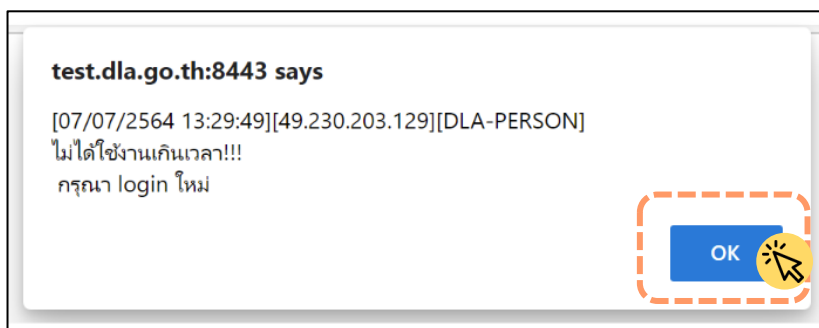 test.dla.go.th:8443 says
[07/07/2564 13:29:49][49.230.203.129][DLA-PERSON]
ไม่ได้ใช้งานเกินเวลา!!!
กรุณา login ใหม่
OK